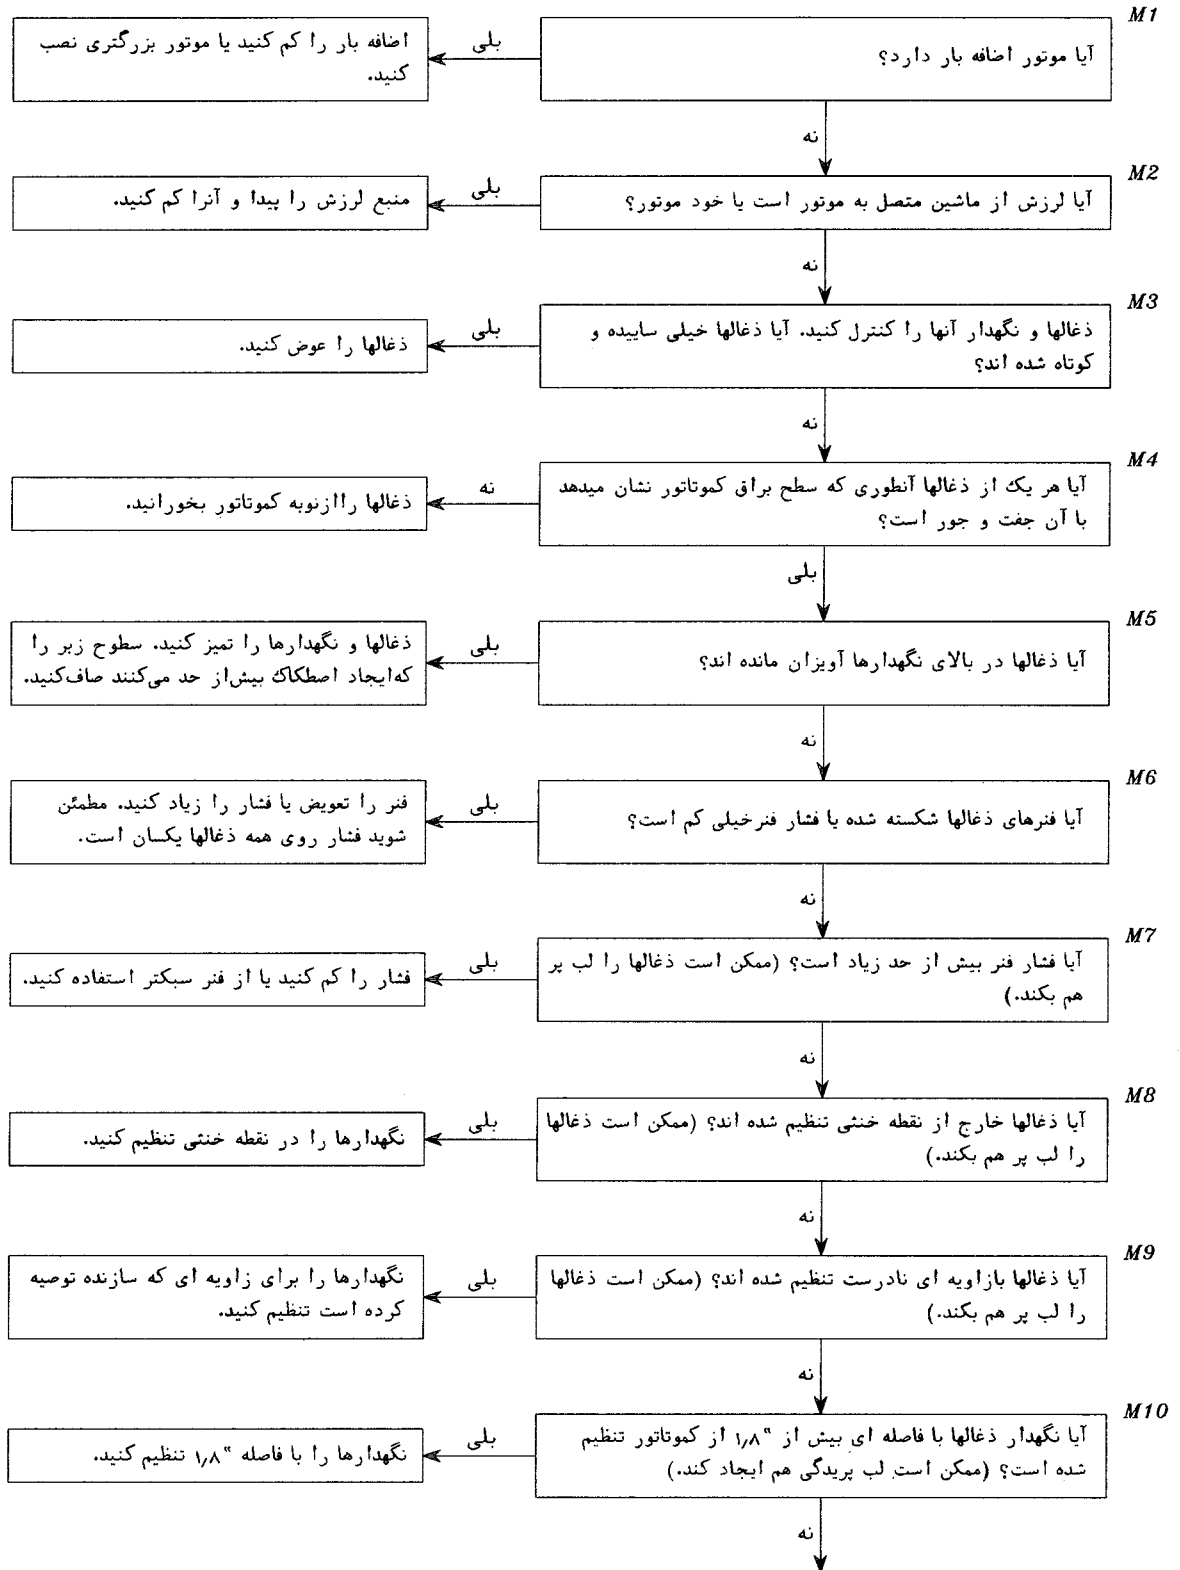 M1
آیا موتور اضافه بار دارد؟
بلی
اضافه بار را کم کنید یا موتور بزرگتری نصب
کنید.
نه
M2
آیا لرزش از ماشین متصل به موتور است یا خود موتور؟
بلی
منبع لرزش را پیدا و آنرا کم کنید.
نه
M3
ذغالها و نگهدار آنها را کنترل کنید. آیا ذغالها خیلی ساییده و
کوتاه شده اند؟
بلی
ذغالها را عوض کنید.
نه
M4
آیا هر یک از ذغالها آنطوری که سطح براق کموتاتور نشان میدهد
با آن جفت و جور است؟
نه
ذغالها راازنوبه کموتاتور بخورانید.
بلی
M5
آیا ذغالها در بالای نگهدارها آویزان مانده اند؟
بلی
ذغالها و نگهدارها را تمیز کنید. سطوح زبر را
که‌ایجاد اصطکاک بیش‌از حد می‌کنند صاف‌کنید.
نه
M6
آیا فنرهای ذغالها شکسته شده یا فشار فنرخیلی کم است؟
بلی
فنر را تعویض یا فشار را زیاد کنید. مطمئن
شوید فشار روی همه ذغالها یکسان است.
نه
M7
آیا فشار فنر بیش از حد زیاد است؟ (ممکن است ذغالها را لب پر
هم بکند.)
بلی
فشار را کم کنید یا از فنر سبکتر استفاده کنید.
نه
M8
آیا ذغالها خارج از نقطه خنثی تنظیم شده اند؟ (ممکن است ذغالها
را لب پر هم بکند.)
بلی
نگهدارها را در نقطه خنثی تنظیم کنید.
نه
M9
آیا ذغالها بازاویه ای نادرست تنظیم شده اند؟ (ممکن است ذغالها
را لب پر هم بکند.)
بلی
نگهدارها را برای زاویه ای که سازنده توصیه
کرده است تنظیم کنید.
نه
M10
آیا نگهدار ذغالها با فاصله ای بیش از "۱٫۸ از کموتاتور تنظیم
شده است؟ (ممکن است لب پریدگی هم ایجاد کند.)
بلی
نگهدارها را با فاصله "۱٫۸ تنظیم کنید.
نه